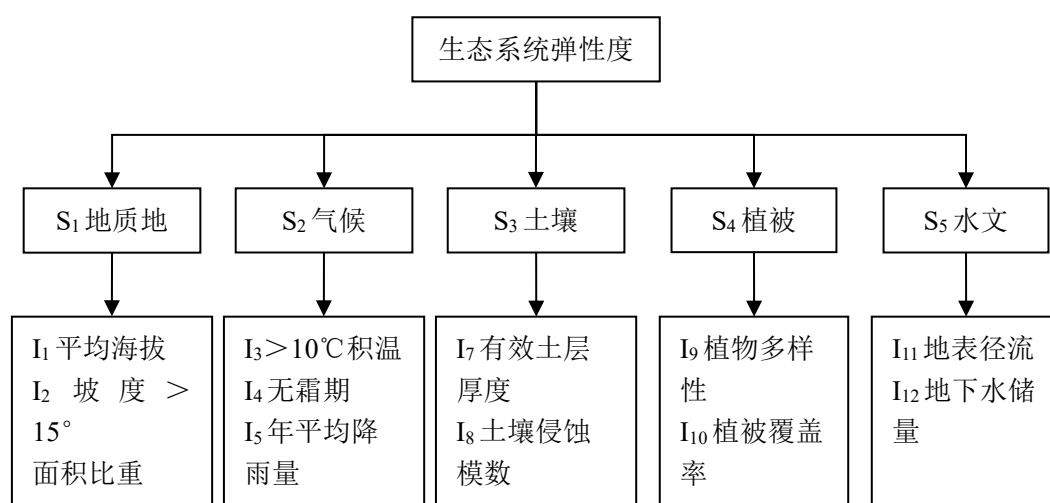 生态系统弹性度
S₁地质地
S₂气候
S₃土壤
S₄植被
S₅水文
I₁平均海拔
I₂坡度＞
15°
面积比重
I₃＞10℃积温
I₄无霜期
I₅年平均降
雨量
I₇有效土层
厚度
I₈土壤侵蚀
模数
I₉植物多样
性
I₁₀植被覆盖
率
I₁₁地表径流
I₁₂地下水储
量